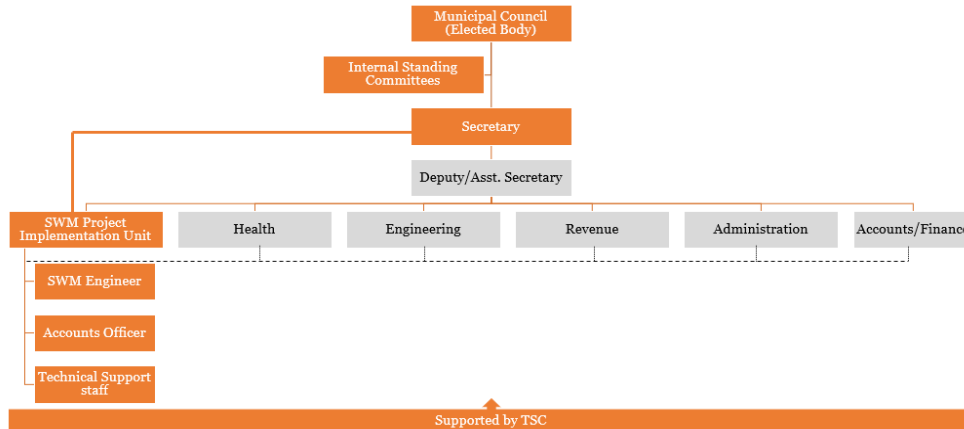 Municipal Council
(Elected Body)
Internal Standing
Committees
Secretary
Deputy/Asst. Secretary
SWM Project
Implementation Unit
Health
Engineering
Revenue
Administration
Accounts/Finance
SWM Engineer
Accounts Officer
Technical Support
staff
Supported by TSC